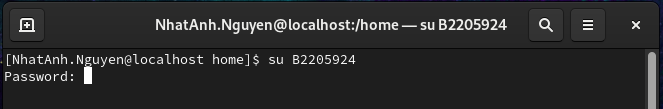 NhatAnh.Nguyen@localhost:/home — su B2205924
[NhatAnh.Nguyen@localhost home]$ su B2205924
Password: